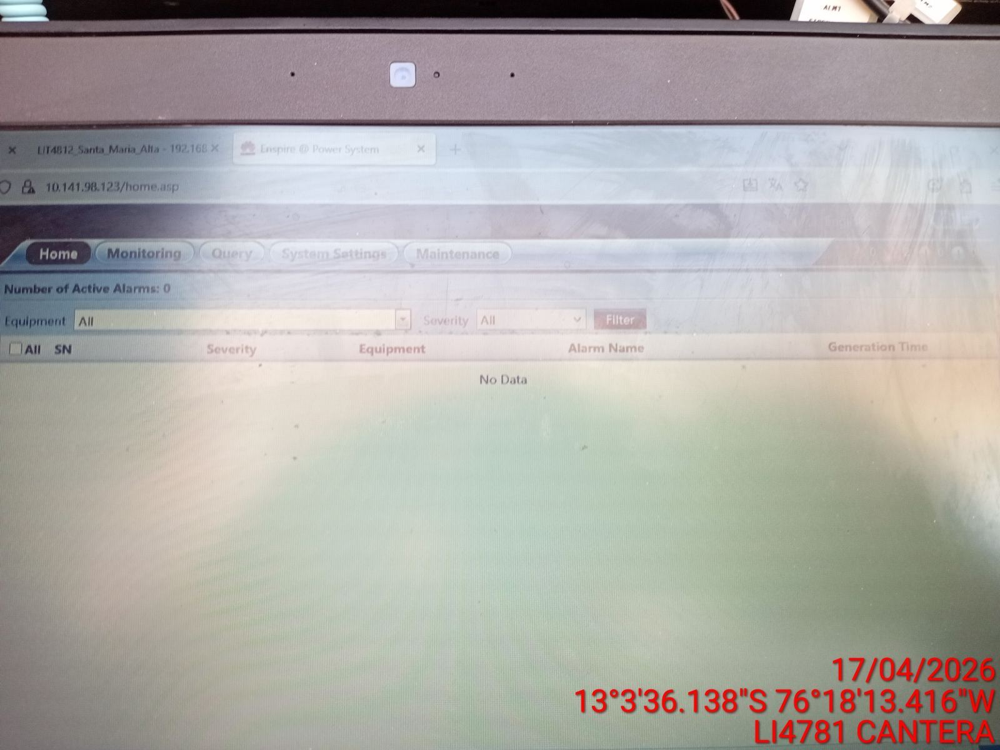 ALM1
LIT4812_Santa_Maria_Alta - 192.168
Enspire @ Power System
10.141.98.123/home.asp
Home
Monitoring
Query
System Settings
Maintenance
Number of Active Alarms: 0
Equipment
All
Severity
All
Filter
All SN Severity Equipment Alarm Name Generation Time
No Data
17/04/2026
13°3'36.138"S 76°18'13.416"W
LI4781 CANTERA